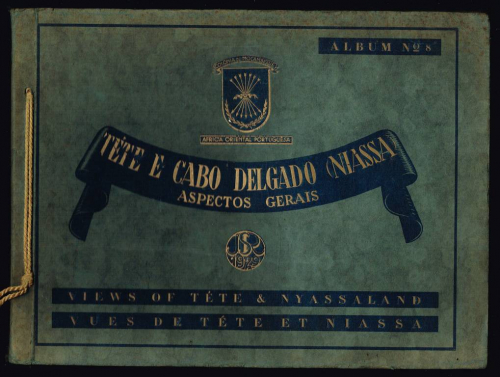 ALBUM Nº 8
AFRICA ORIENTAL PORTUGUESA
TÉTE E CABO DELGADO (NIASSA)
ASPECTOS GERAIS
VIEWS OF TÉTE & NYASSALAND
VUES DE TÉTE ET NIASSA